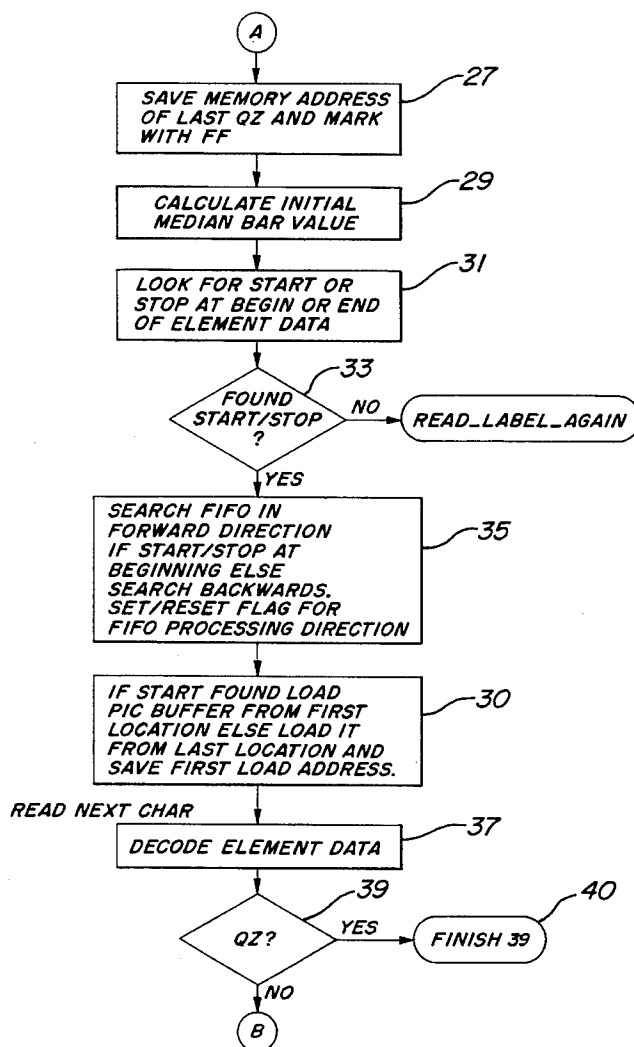 A
27
SAVE MEMORY ADDRESS
OF LAST QZ AND MARK
WITH FF
29
CALCULATE INITIAL
MEDIAN BAR VALUE
31
LOOK FOR START OR
STOP AT BEGIN OR END
OF ELEMENT DATA
33
FOUND
START/STOP
?
NO
READ_LABEL_AGAIN
YES
35
SEARCH FIFO IN
FORWARD DIRECTION
IF START/STOP AT
BEGINNING ELSE
SEARCH BACKWARDS.
SET/RESET FLAG FOR
FIFO PROCESSING DIRECTION
30
IF START FOUND LOAD
PIC BUFFER FROM FIRST
LOCATION ELSE LOAD IT
FROM LAST LOCATION AND
SAVE FIRST LOAD ADDRESS.
READ NEXT CHAR
37
DECODE ELEMENT DATA
39
QZ?
YES
40
FINISH 39
NO
B